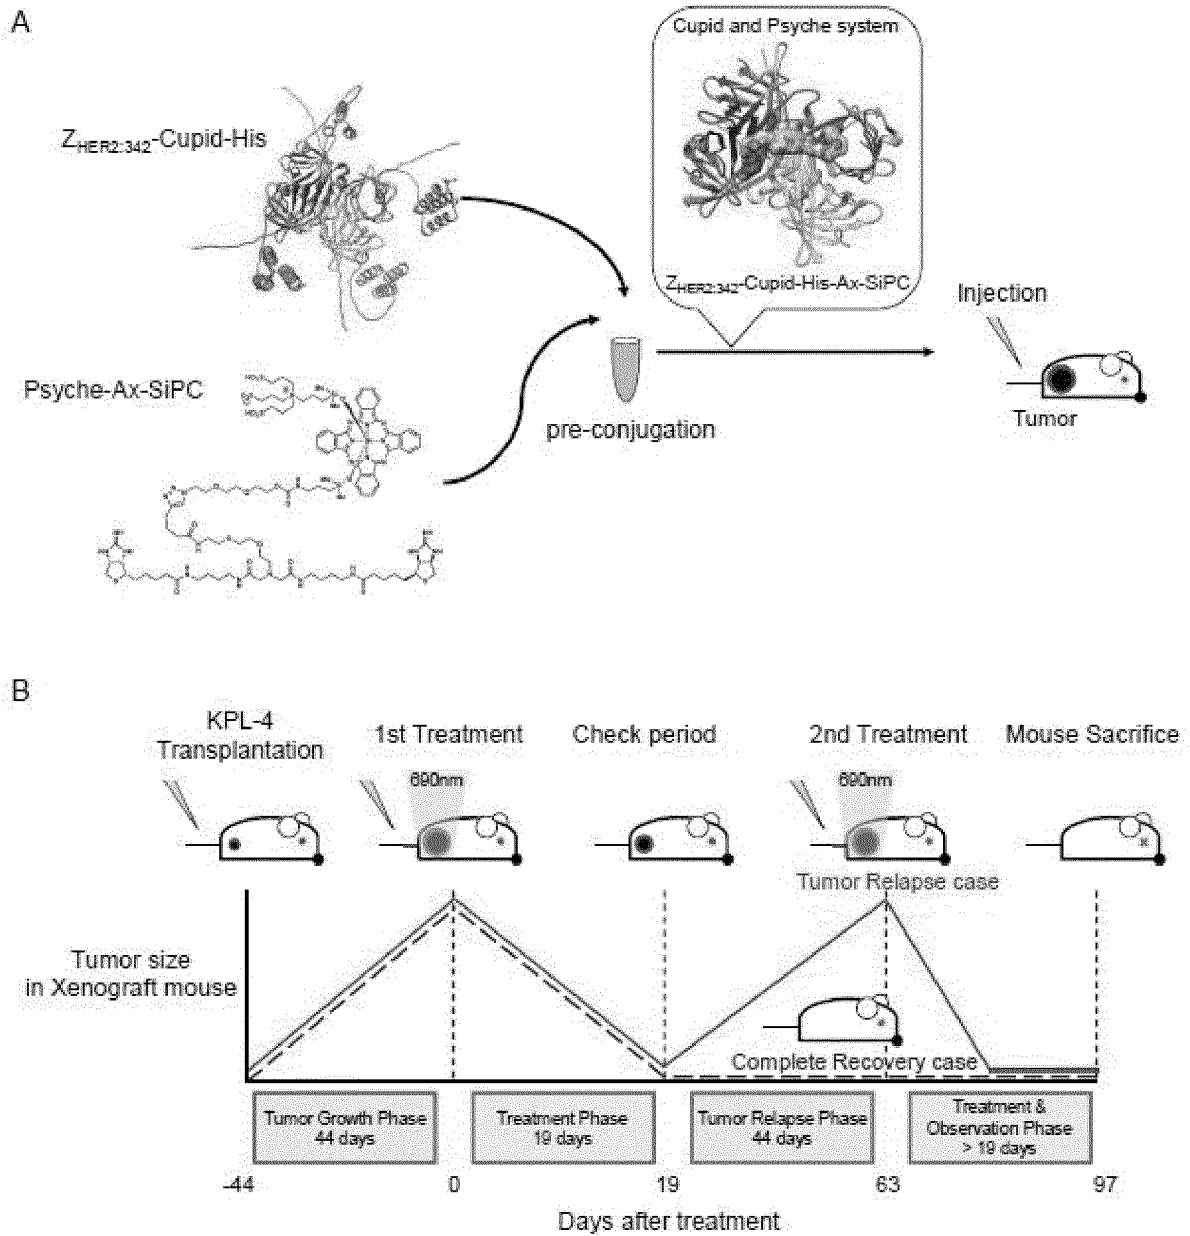 A
Cupid and Psyche system
Z_HER2:342-Cupid-His
Z_HER2:342-Cupid-His-Ax-SiPC
Injection
Psyche-Ax-SiPC
pre-conjugation
Tumor
B
KPL-4
Transplantation
1st Treatment
Check period
2nd Treatment
Mouse Sacrifice
690nm
690nm
Tumor Relapse case
Tumor size
in Xenograft mouse
Complete Recovery case
Tumor Growth Phase
44 days
Treatment Phase
19 days
Tumor Relapse Phase
44 days
Treatment &
Observation Phase
> 19 days
-44
0
19
63
97
Days after treatment